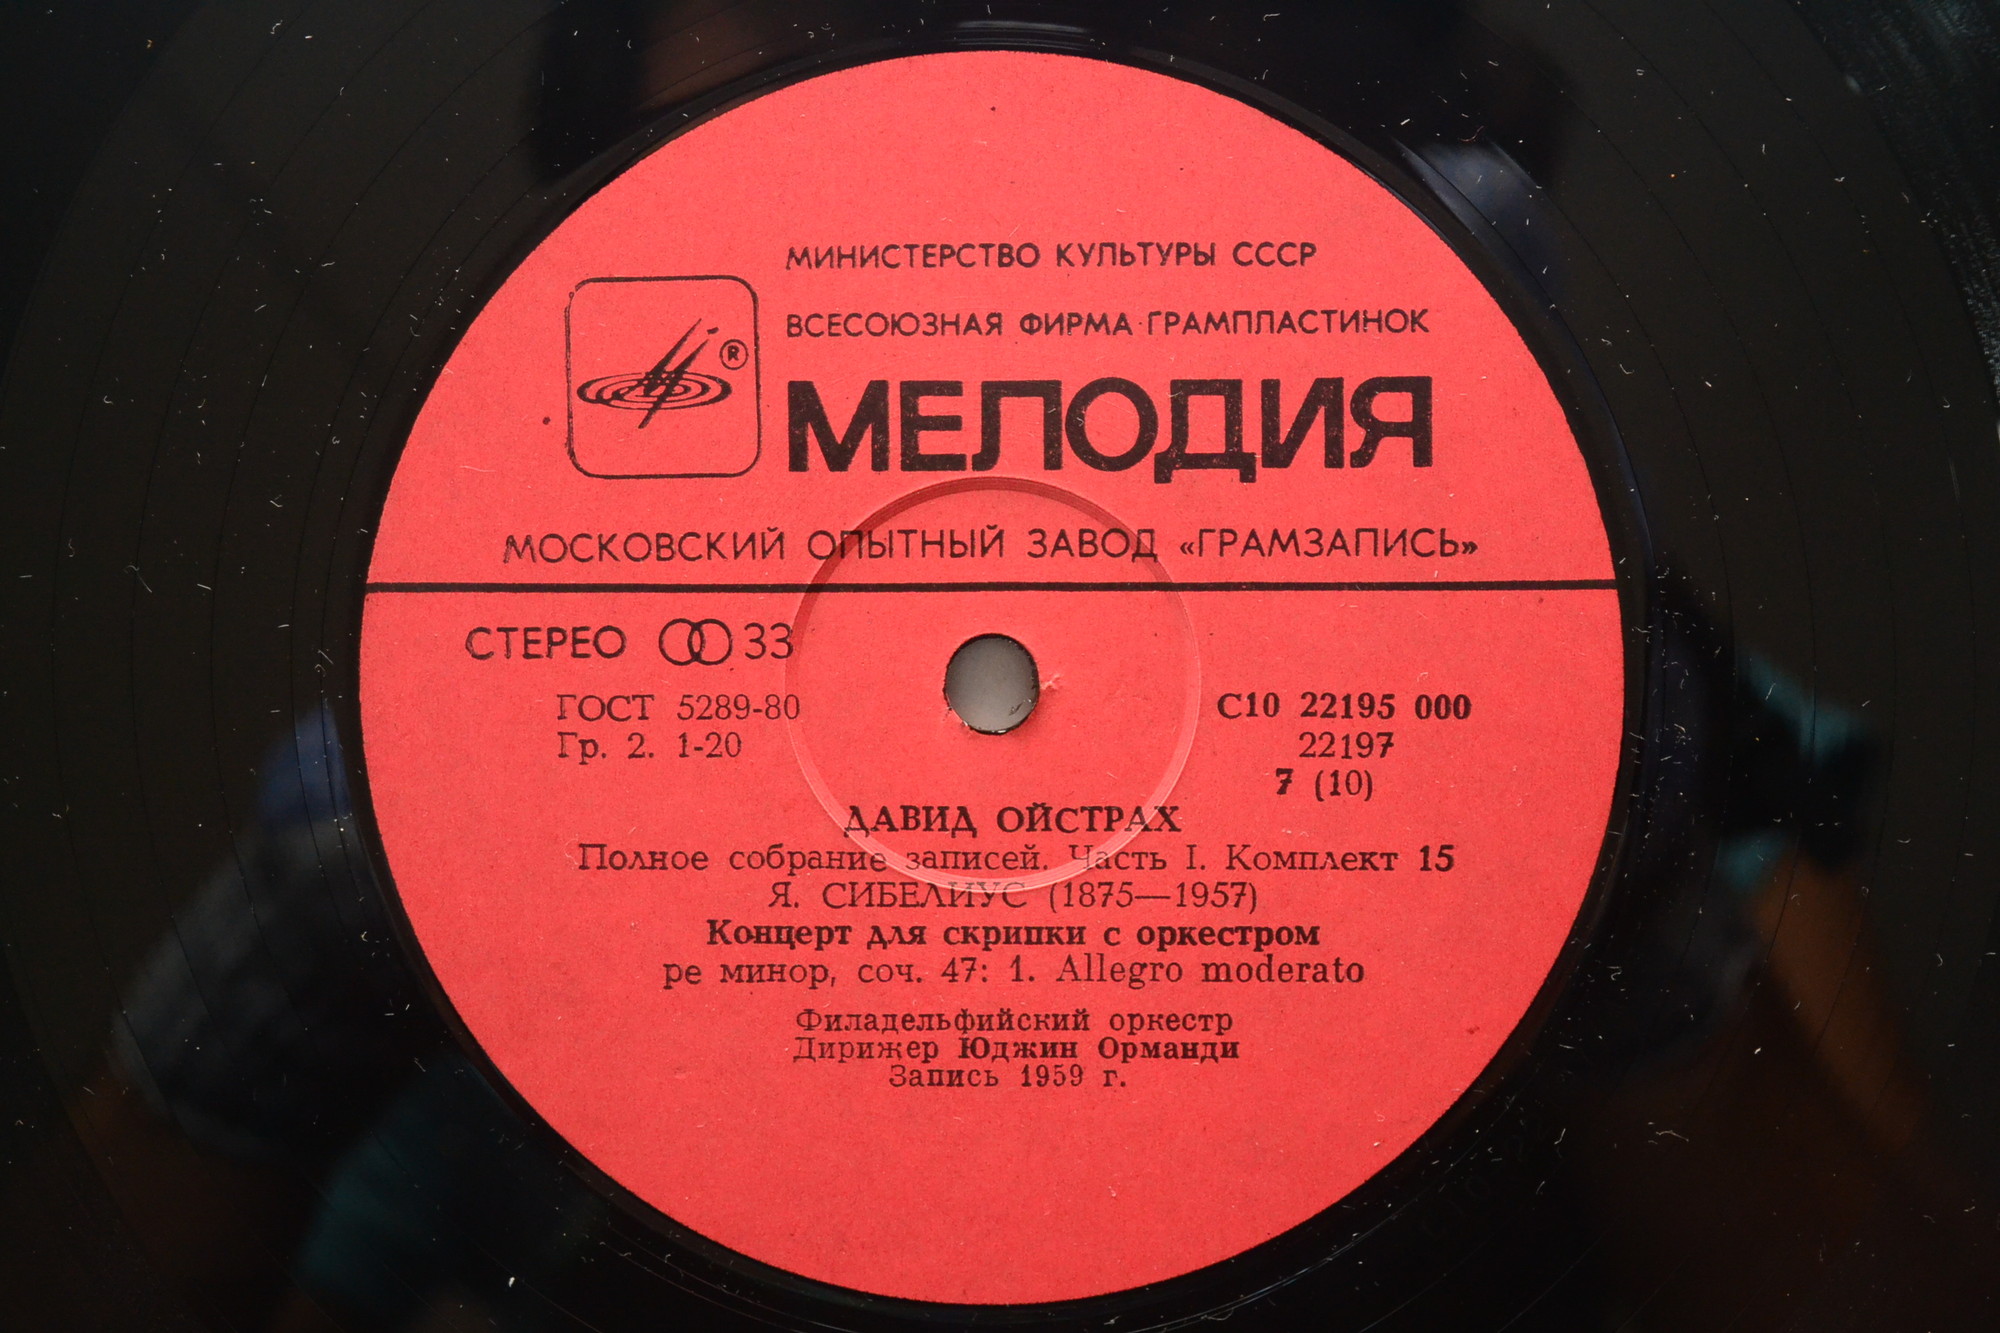 МИНИСТЕРСТВО КУЛЬТУРЫ СССР
ВСЕСОЮЗНАЯ ФИРМА ГРАМПЛАСТИНОК
®
МЕЛОДИЯ
МОСКОВСКИЙ ОПЫТНЫЙ ЗАВОД «ГРАМЗАПИСЬ»
СТЕРЕО 33
ГОСТ 5289-80
Гр. 2. 1-20
С10 22195 000
22197
7 (10)
ДАВИД ОЙСТРАХ
Полное собрание записей. Часть I. Комплект 15
Я. СИБЕЛИУС (1875—1957)
Концерт для скрипки с оркестром
ре минор, соч. 47: 1. Allegro moderato
Филадельфийский оркестр
Дирижер Юджин Орманди
Запись 1959 г.